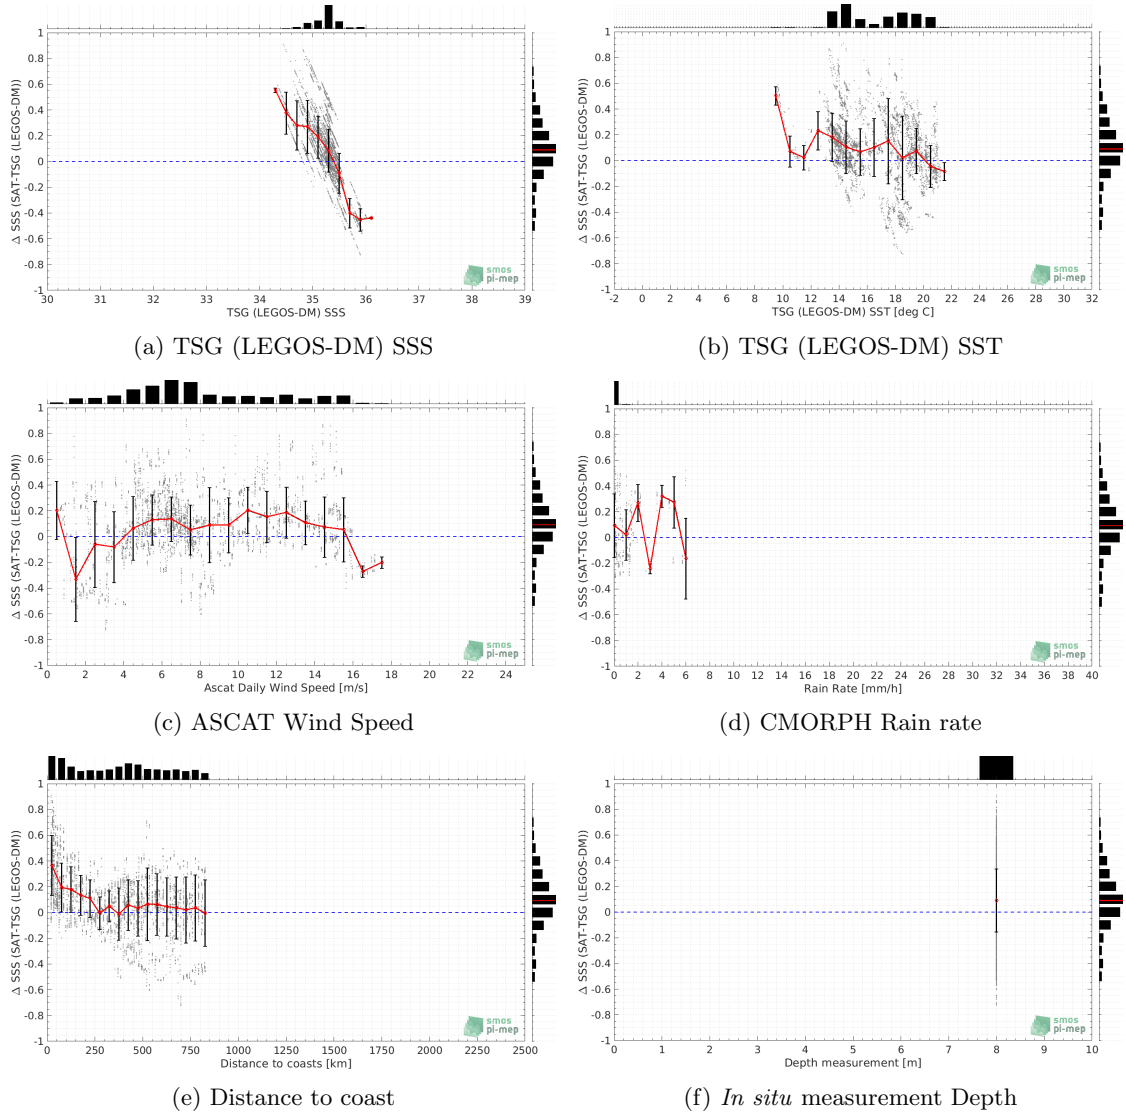 1
0.8
0.6
0.4
0.2
0
-0.2
-0.4
-0.6
-0.8
-1
Δ SSS (SAT-TSG (LEGOS-DM))
smos
pi-mep
30 31 32 33 34 35 36 37 38 39
TSG (LEGOS-DM) SSS
(a) TSG (LEGOS-DM) SSS
1
0.8
0.6
0.4
0.2
0
-0.2
-0.4
-0.6
-0.8
-1
Δ SSS (SAT-TSG (LEGOS-DM))
smos
pi-mep
-2 0 2 4 6 8 10 12 14 16 18 20 22 24 26 28 30 32
TSG (LEGOS-DM) SST [deg C]
(b) TSG (LEGOS-DM) SST
1
0.8
0.6
0.4
0.2
0
-0.2
-0.4
-0.6
-0.8
-1
Δ SSS (SAT-TSG (LEGOS-DM))
smos
pi-mep
0 2 4 6 8 10 12 14 16 18 20 22 24
Ascat Daily Wind Speed [m/s]
(c) ASCAT Wind Speed
1
0.8
0.6
0.4
0.2
0
-0.2
-0.4
-0.6
-0.8
-1
Δ SSS (SAT-TSG (LEGOS-DM))
smos
pi-mep
0 2 4 6 8 10 12 14 16 18 20 22 24 26 28 30 32 34 36 38 40
Rain Rate [mm/h]
(d) CMORPH Rain rate
1
0.8
0.6
0.4
0.2
0
-0.2
-0.4
-0.6
-0.8
-1
Δ SSS (SAT-TSG (LEGOS-DM))
smos
pi-mep
0 250 500 750 1000 1250 1500 1750 2000 2250 2500
Distance to coasts [km]
(e) Distance to coast
1
0.8
0.6
0.4
0.2
0
-0.2
-0.4
-0.6
-0.8
-1
Δ SSS (SAT-TSG (LEGOS-DM))
smos
pi-mep
0 1 2 3 4 5 6 7 8 9 10
Depth measurement [m]
(f) In situ measurement Depth